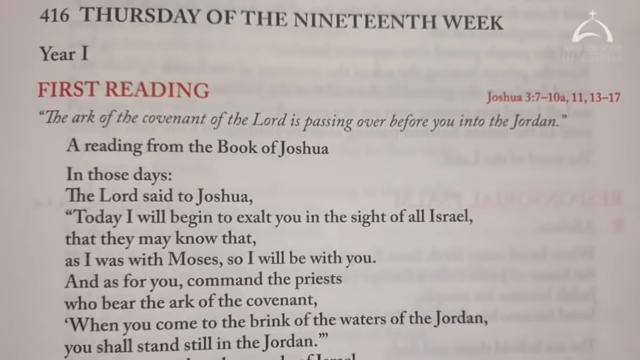 416 THURSDAY OF THE NINETEENTH WEEK
Year I
FIRST READING
Joshua 3:7–10a, 11, 13–17
“The ark of the covenant of the Lord is passing over before you into the Jordan.”
A reading from the Book of Joshua
In those days:
The Lord said to Joshua,
“Today I will begin to exalt you in the sight of all Israel,
that they may know that,
as I was with Moses, so I will be with you.
And as for you, command the priests
who bear the ark of the covenant,
‘When you come to the brink of the waters of the Jordan,
you shall stand still in the Jordan.’”